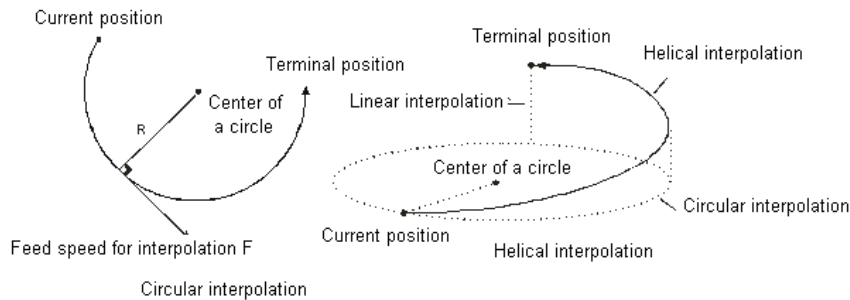 Current position
Terminal position
Center of
a circle
R
Feed speed for interpolation F
Circular interpolation
Terminal position
Helical interpolation
Linear interpolation
Center of a circle
Circular interpolation
Current position
Helical interpolation